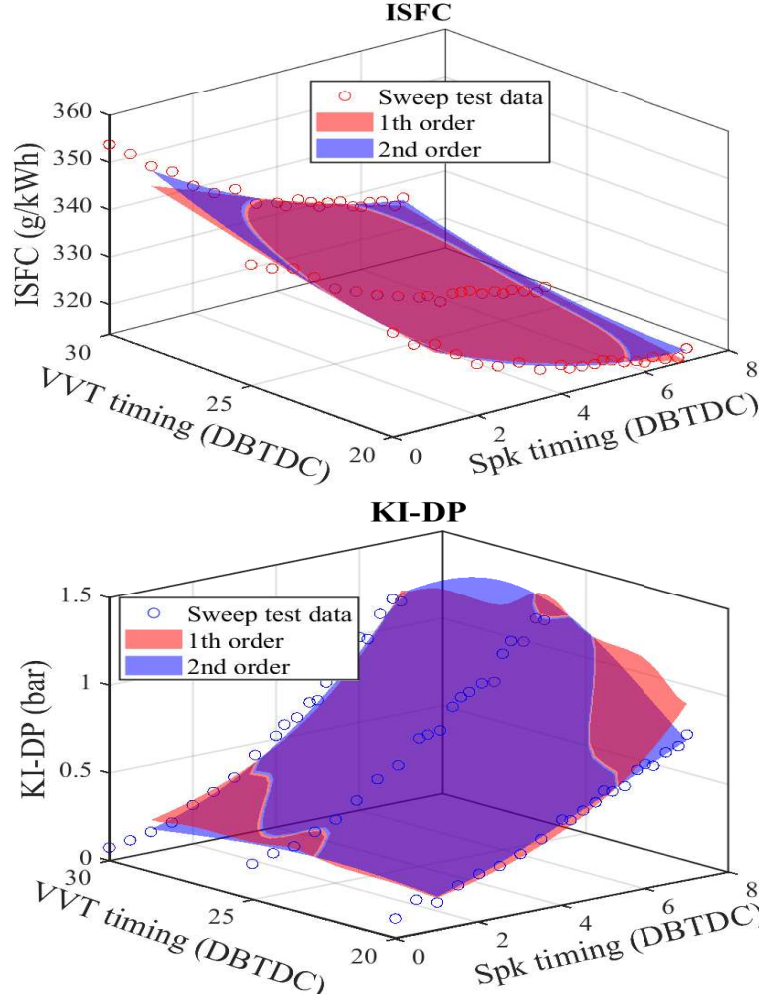 ISFC
Sweep test data
1th order
2nd order
360
350
340
330
320
ISFC (g/kWh)
30
25
20
VVT timing (DBTDC)
0
2
4
6
8
Spk timing (DBTDC)
KI-DP
Sweep test data
1th order
2nd order
1.5
1
0.5
0
KI-DP (bar)
30
25
20
VVT timing (DBTDC)
0
2
4
6
8
Spk timing (DBTDC)